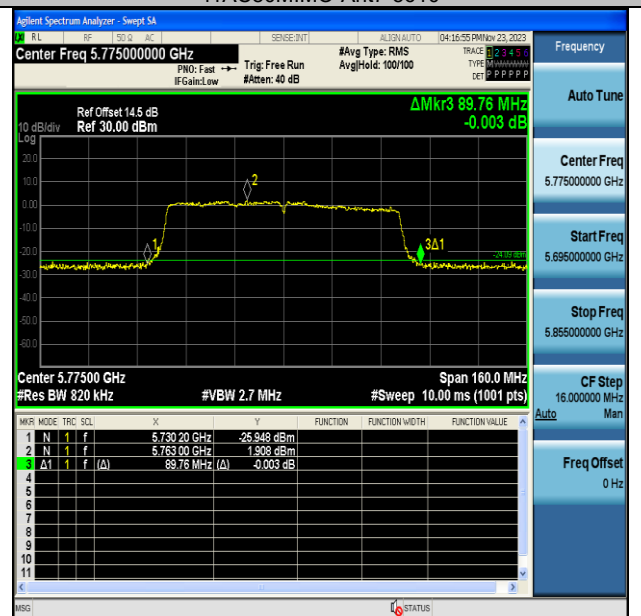 Agilent Spectrum Analyzer - Swept SA
RL RF 50 Ω AC SENSE:INT ALIGN AUTO 04:16:55 PM Nov 23, 2023
Center Freq 5.775000000 GHz #Avg Type: RMS TRACE 1 2 3 4 5 6
PNO: Fast Trig: Free Run Avg|Hold: 100/100 TYPE
IFGain:Low #Atten: 40 dB DET P P P P P P
ΔMkr3 89.76 MHz
Ref Offset 14.5 dB
10 dB/div Ref 30.00 dBm -0.003 dB
Log
20.0
10.0
2
0.00
-10.0
1 3Δ1
-20.0
-24.09 dBm
-30.0
-40.0
-50.0
-60.0
Center 5.77500 GHz Span 160.0 MHz
#Res BW 820 kHz #VBW 2.7 MHz #Sweep 10.00 ms (1001 pts)
MKR MODE TRC SCL X Y FUNCTION FUNCTION WIDTH FUNCTION VALUE
1 N 1 f 5.730 20 GHz -25.948 dBm
2 N 1 f 5.763 00 GHz 1.908 dBm
3 Δ1 1 f (Δ) 89.76 MHz (Δ) -0.003 dB
4
5
6
7
8
9
10
11
MSG STATUS
Frequency
Auto Tune
Center Freq
5.775000000 GHz
Start Freq
5.695000000 GHz
Stop Freq
5.855000000 GHz
CF Step
16.000000 MHz
Auto Man
Freq Offset
0 Hz